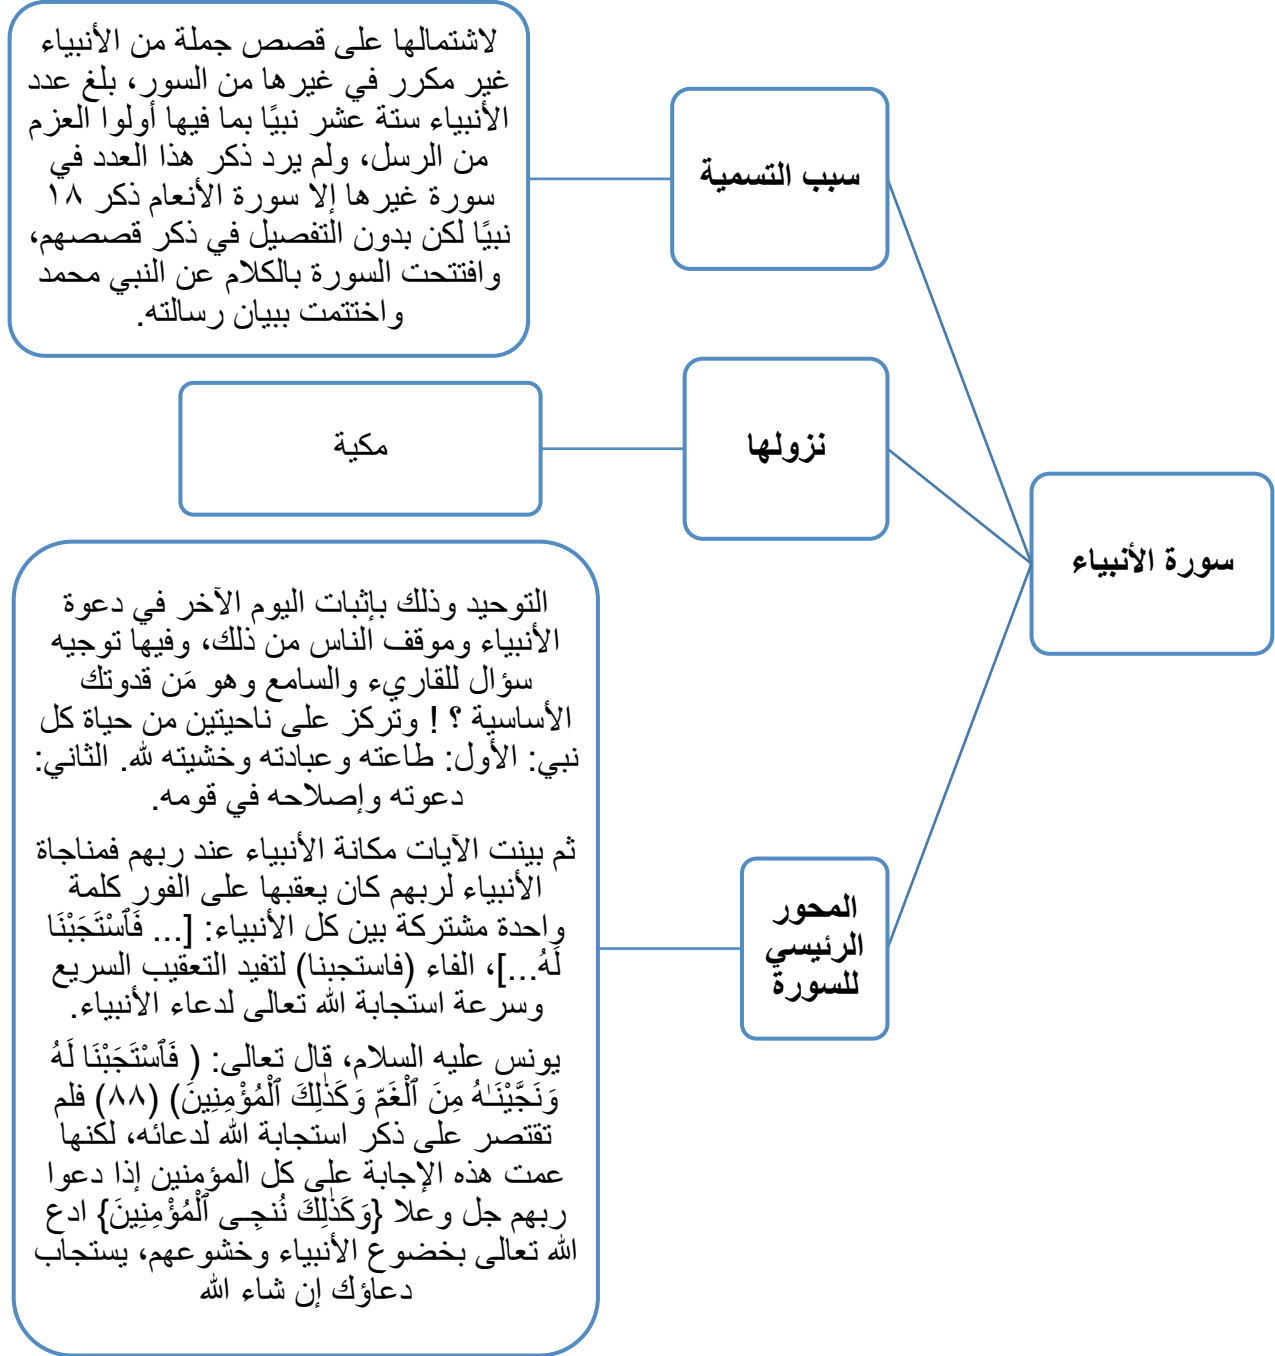 سورة الأنبياء
سبب التسمية
لاشتمالها على قصص جملة من الأنبياء
غير مكرر في غيرها من السور، بلغ عدد
الأنبياء ستة عشر نبيًا بما فيها أولوا العزم
من الرسل، ولم يرد ذكر هذا العدد في
سورة غيرها إلا سورة الأنعام ذكر ١٨
نبيًا لكن بدون التفصيل في ذكر قصصهم،
وافتتحت السورة بالكلام عن النبي محمد
واختتمت ببيان رسالته.
نزولها
مكية
المحور
الرئيسي
للسورة
التوحيد وذلك بإثبات اليوم الآخر في دعوة
الأنبياء وموقف الناس من ذلك، وفيها توجيه
سؤال للقاريء والسامع وهو مَن قدوتك
الأساسية ؟ ! وتركز على ناحيتين من حياة كل
نبي: الأول: طاعته وعبادته وخشيته لله. الثاني:
دعوته وإصلاحه في قومه.
ثم بينت الآيات مكانة الأنبياء عند ربهم فمناجاة
الأنبياء لربهم كان يعقبها على الفور كلمة
واحدة مشتركة بين كل الأنبياء: [... فَٱسْتَجَبْنَا
لَهُ...]، الفاء (فاستجبنا) لتفيد التعقيب السريع
وسرعة استجابة الله تعالى لدعاء الأنبياء.
يونس عليه السلام، قال تعالى: ( فَٱسْتَجَبْنَا لَهُ
وَنَجَّيْنَـٰهُ مِنَ ٱلْغَمّ وَكَذٰلِكَ ٱلْمُؤْمِنِينَ) (٨٨) فلم
تقتصر على ذكر استجابة الله لدعائه، لكنها
عمت هذه الإجابة على كل المؤمنين إذا دعوا
ربهم جل وعلا {وَكَذٰلِكَ نُنجِـى ٱلْمُؤْمِنِينَ} ادع
الله تعالى بخضوع الأنبياء وخشوعهم، يستجاب
دعاؤك إن شاء الله